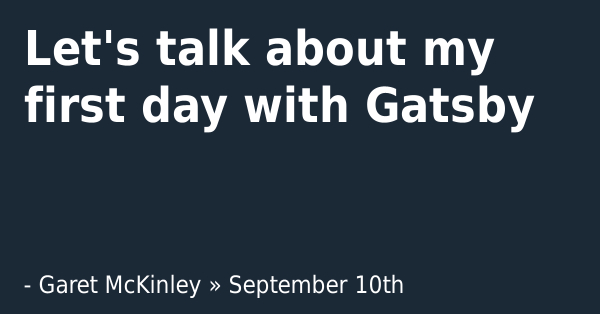 Let's talk about my
first day with Gatsby
- Garet McKinley » September 10th